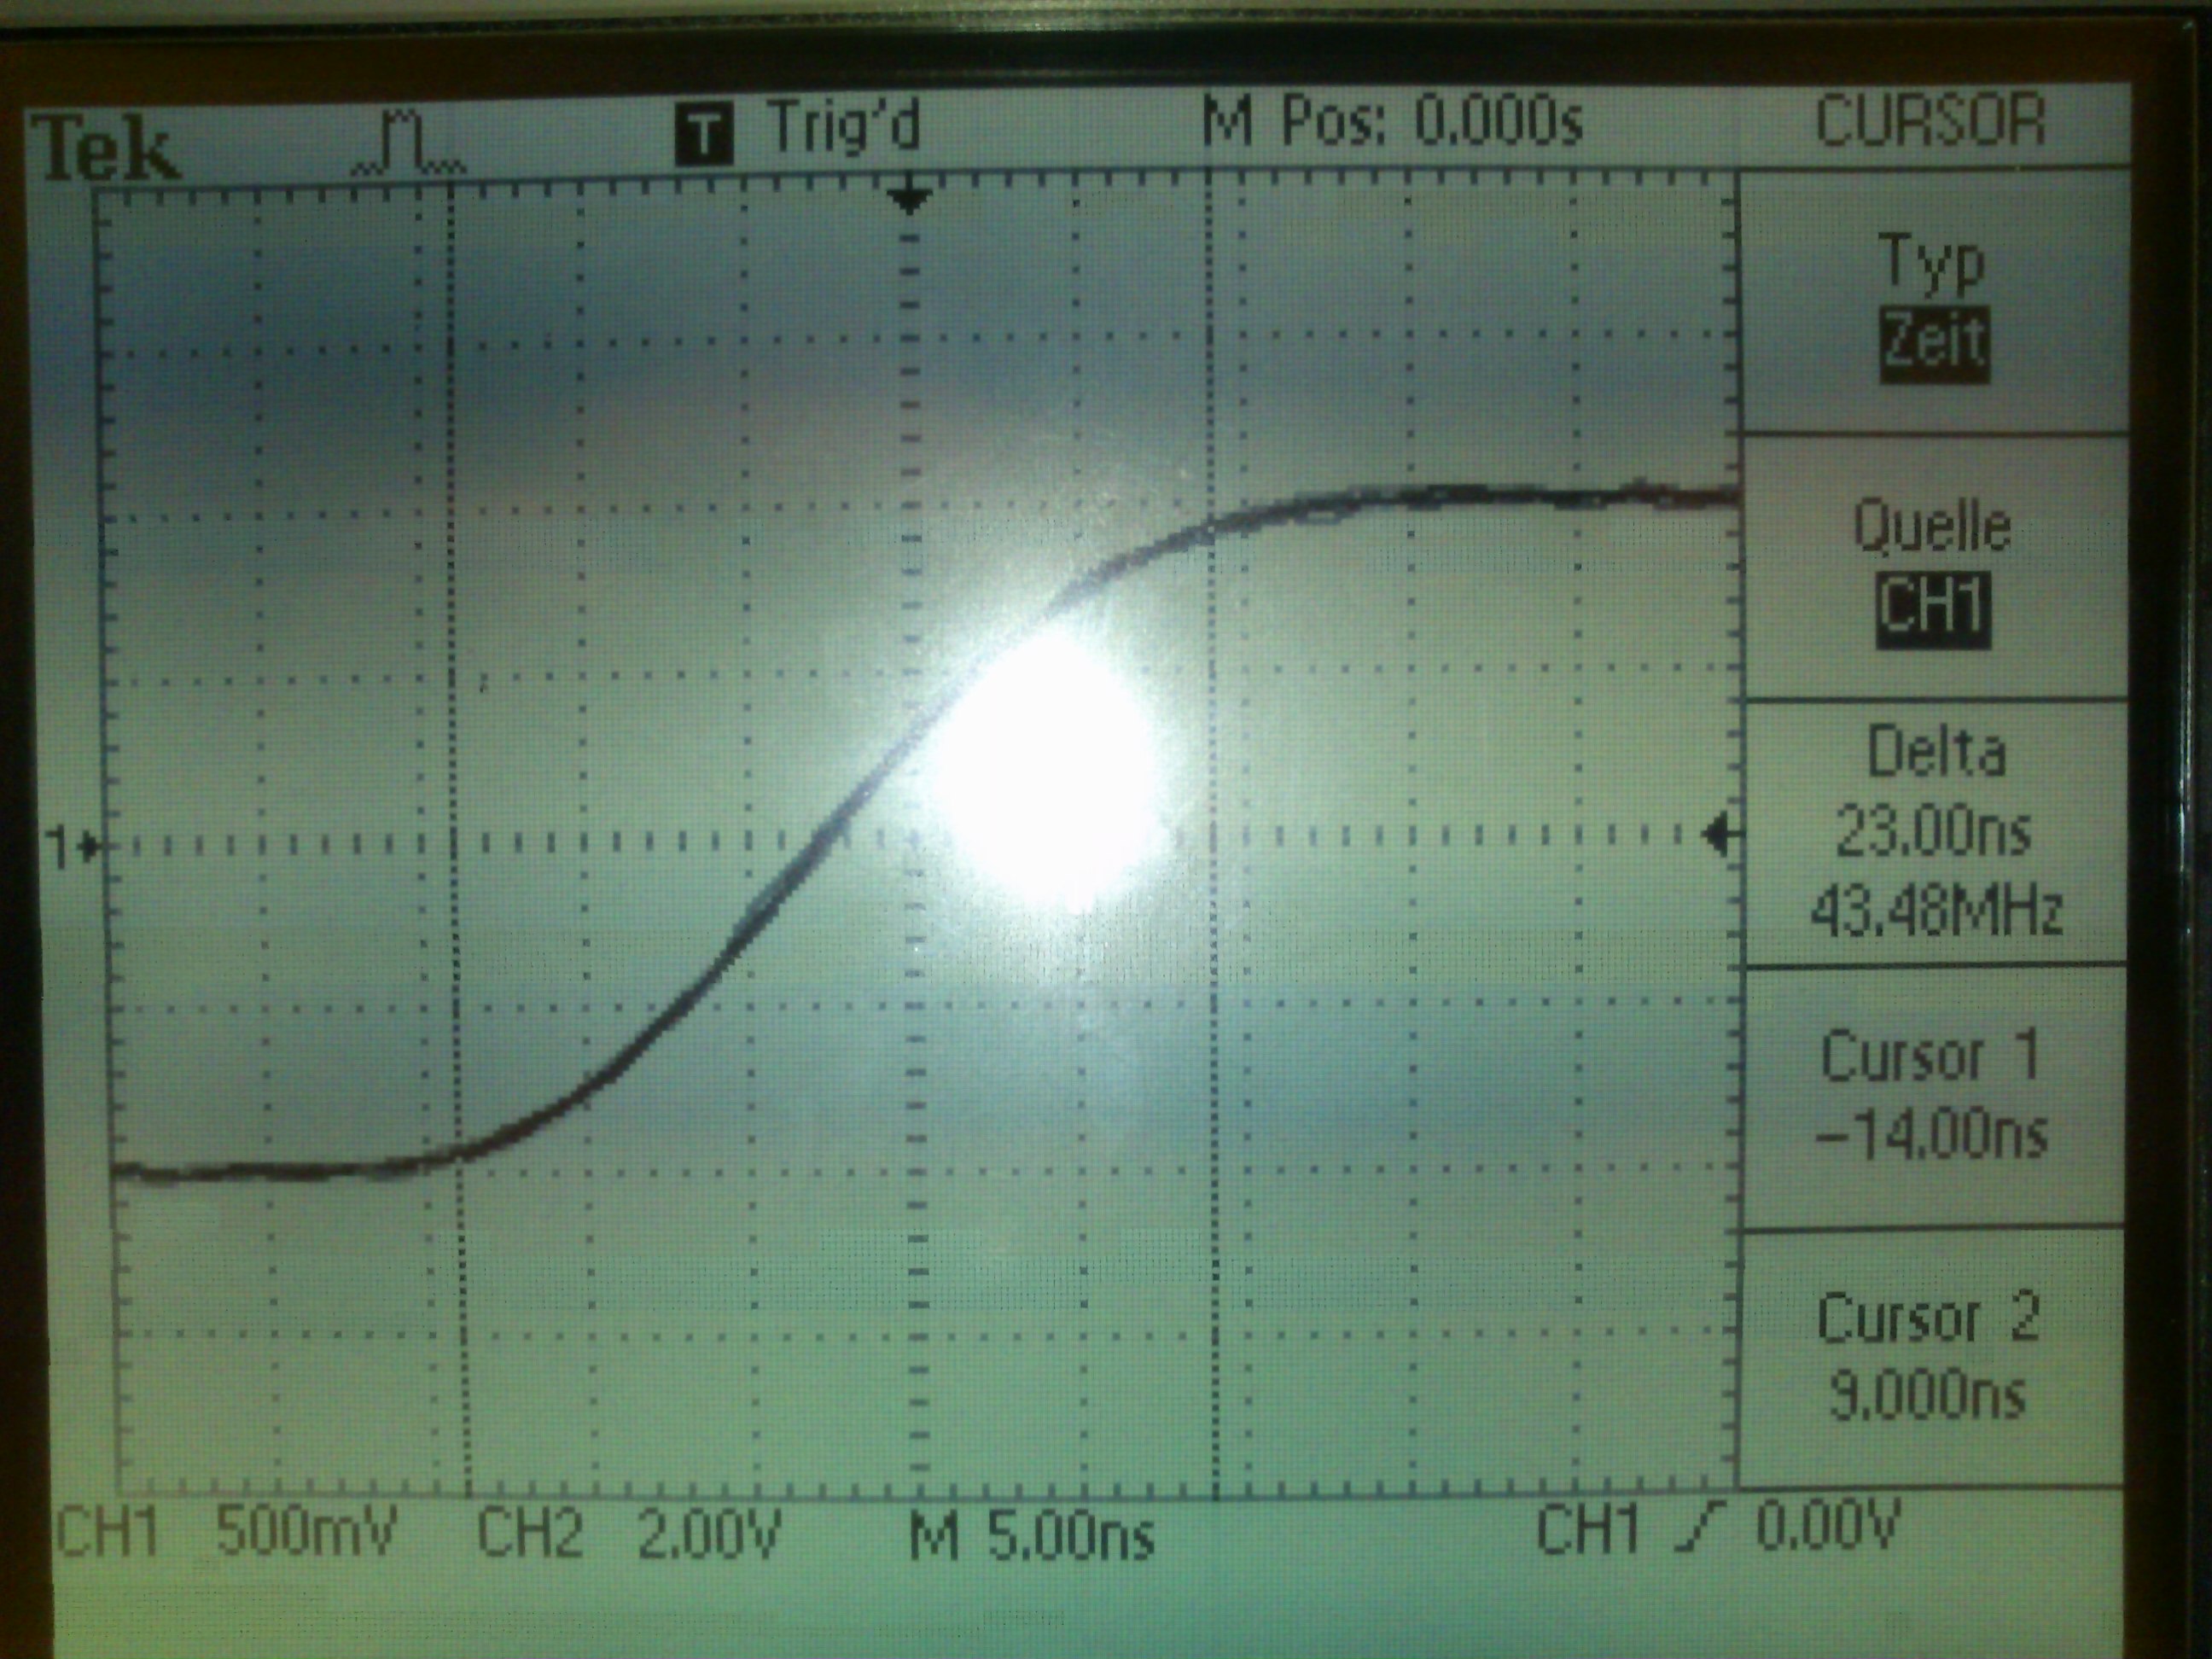 Tek T Trig'd M Pos: 0.000s CURSOR
Typ
Zeit
Quelle
CH1
Delta
23.00ns
43.48MHz
1
Cursor 1
-14.00ns
Cursor 2
9.000ns
CH1 500mV CH2 2.00V M 5.00ns CH1 0.00V